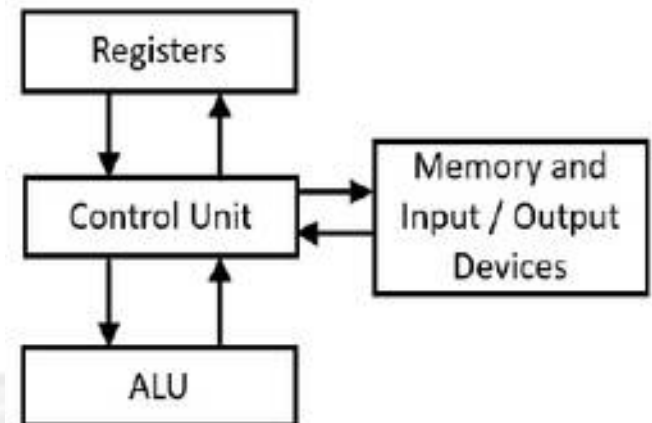 Registers
Control Unit
Memory and
Input / Output
Devices
ALU